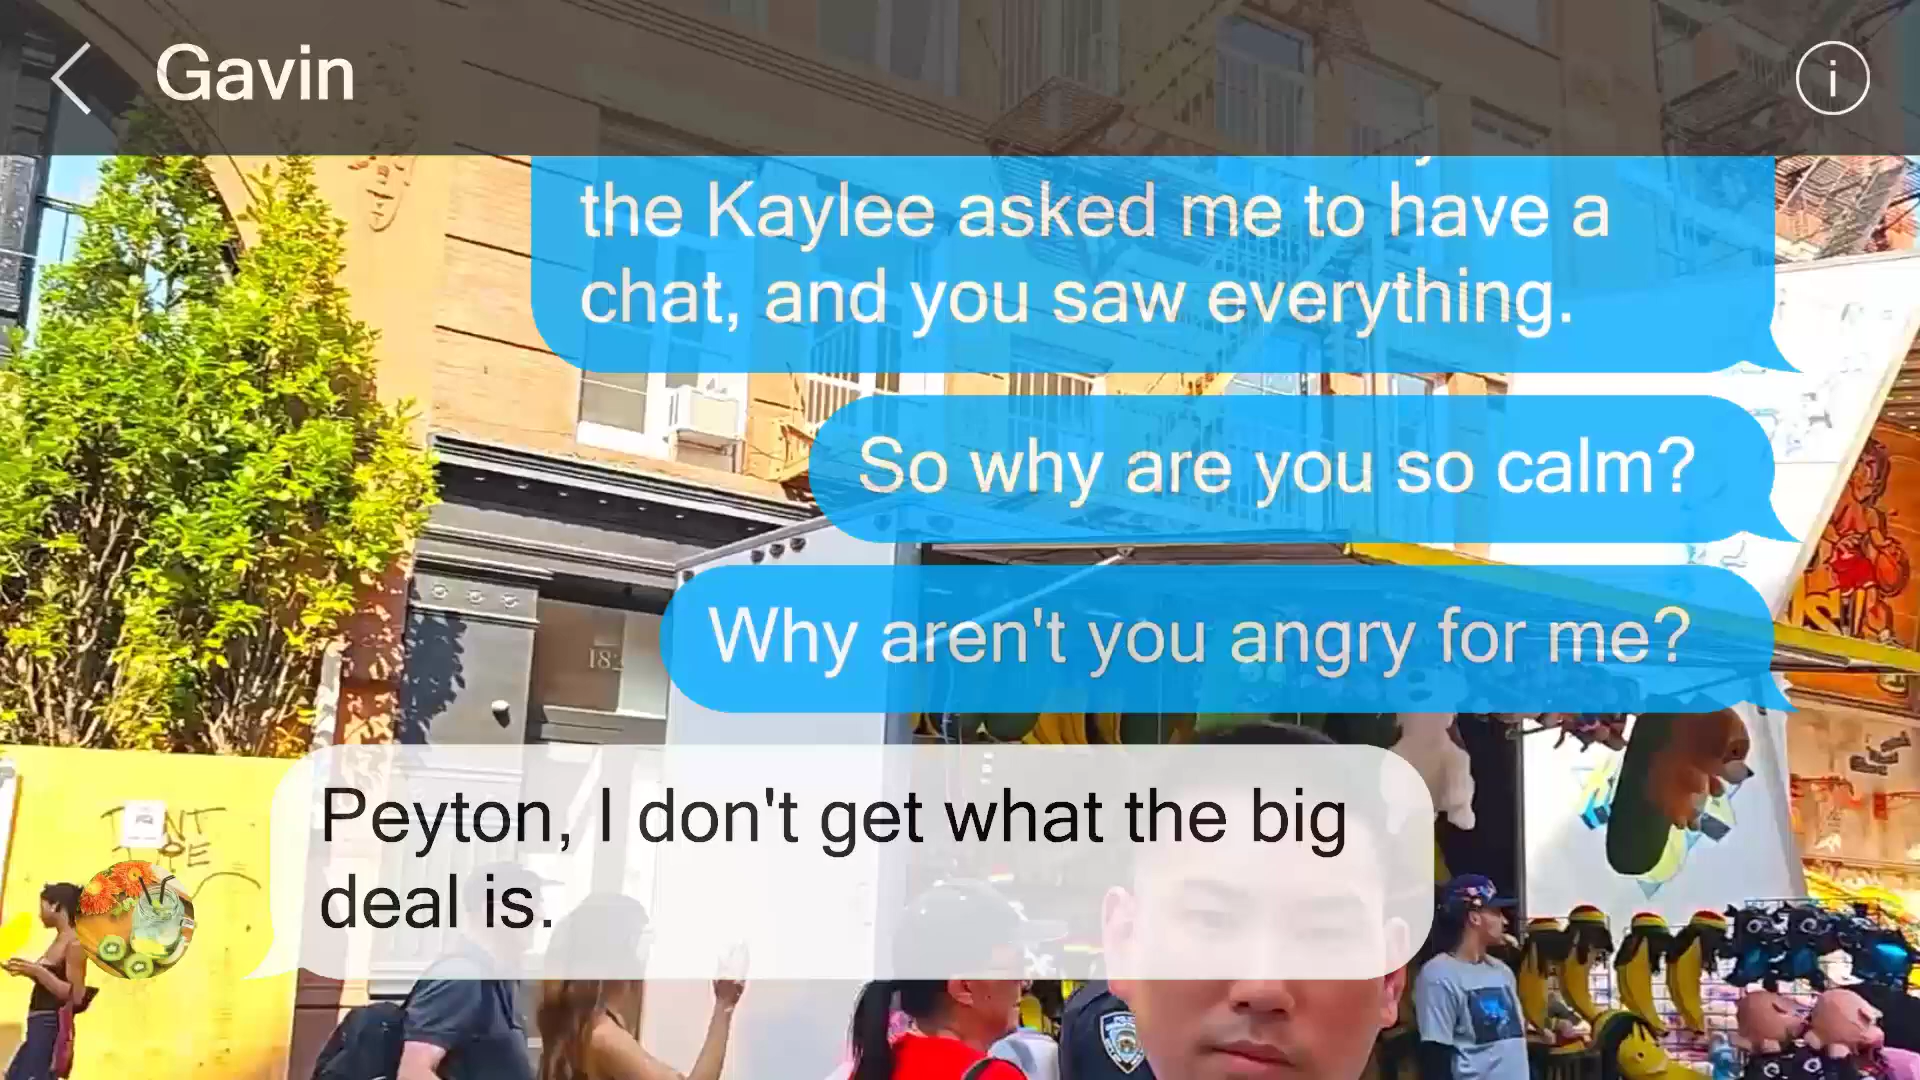 Gavin
the Kaylee asked me to have a
chat, and you saw everything.
So why are you so calm?
Why aren't you angry for me?
Peyton, I don't get what the big
deal is.